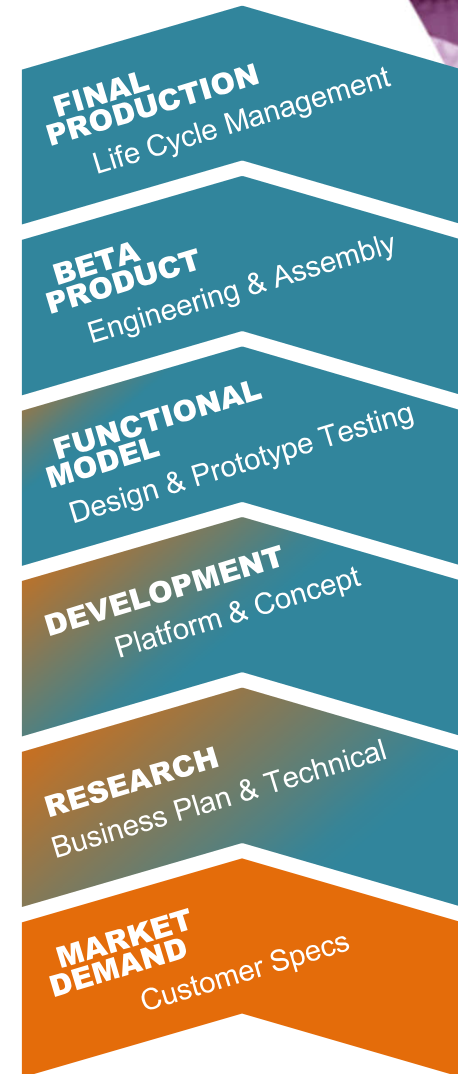 FINAL
PRODUCTION
Life Cycle Management
BETA
PRODUCT
Engineering & Assembly
FUNCTIONAL
MODEL
Design & Prototype Testing
DEVELOPMENT
Platform & Concept
RESEARCH
Business Plan & Technical
MARKET
DEMAND
Customer Specs